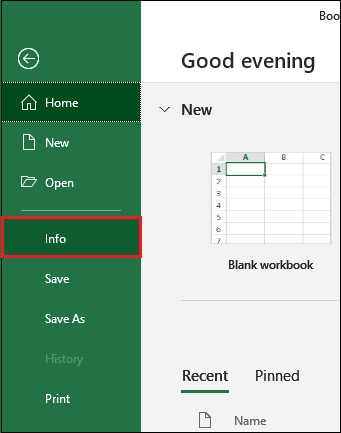 Boo
Good evening
Home
New
New
Open
A B C
1
2
3
4
5
6
7
Blank workbook
Info
Save
Save As
History
Print
Recent Pinned
Name